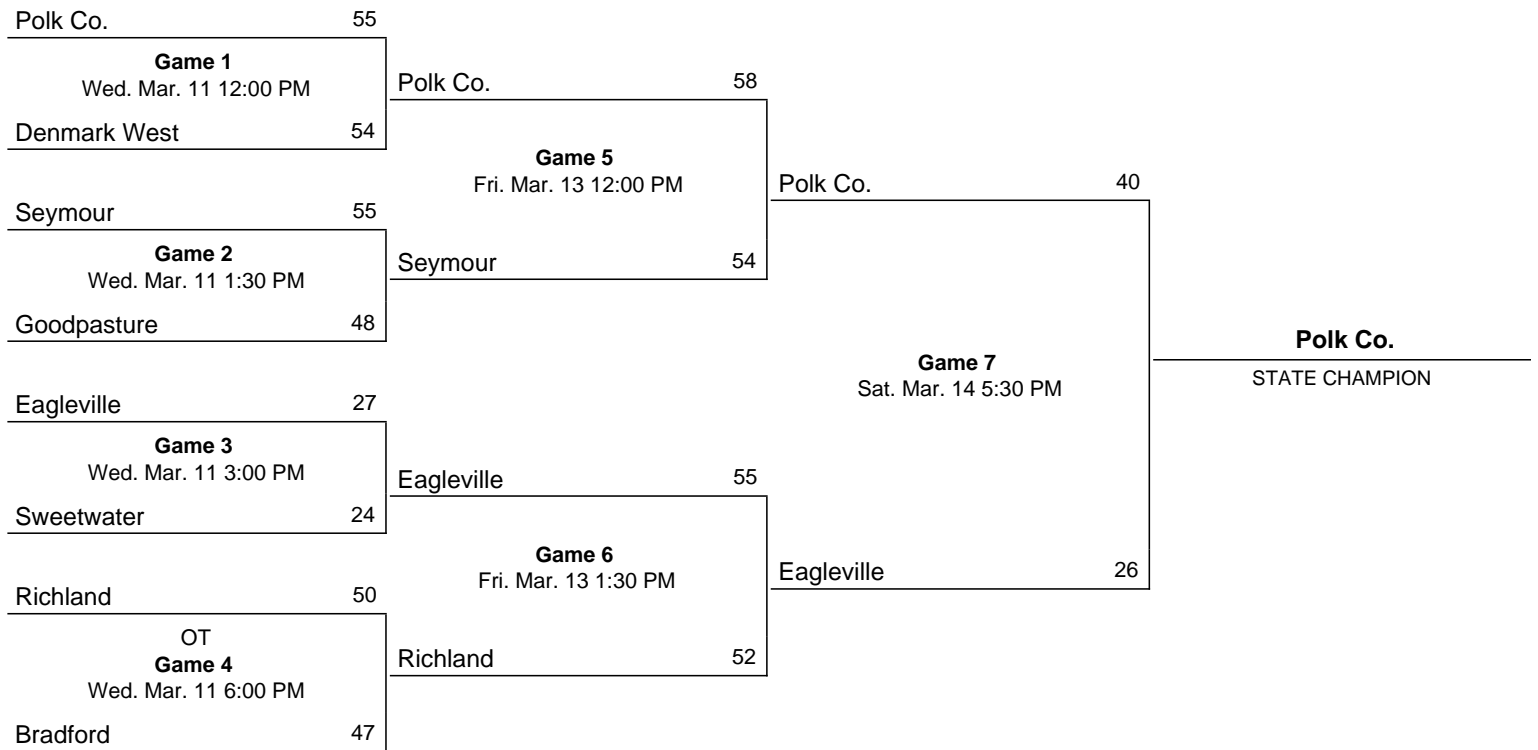 Polk Co. 55
Game 1
Wed. Mar. 11 12:00 PM
Denmark West 54
Seymour 55
Game 2
Wed. Mar. 11 1:30 PM
Goodpasture 48
Eagleville 27
Game 3
Wed. Mar. 11 3:00 PM
Sweetwater 24
Richland 50
OT
Game 4
Wed. Mar. 11 6:00 PM
Bradford 47
Polk Co. 58
Game 5
Fri. Mar. 13 12:00 PM
Seymour 54
Eagleville 55
Game 6
Fri. Mar. 13 1:30 PM
Richland 52
Polk Co. 40
Game 7
Sat. Mar. 14 5:30 PM
Eagleville 26
Polk Co.
STATE CHAMPION